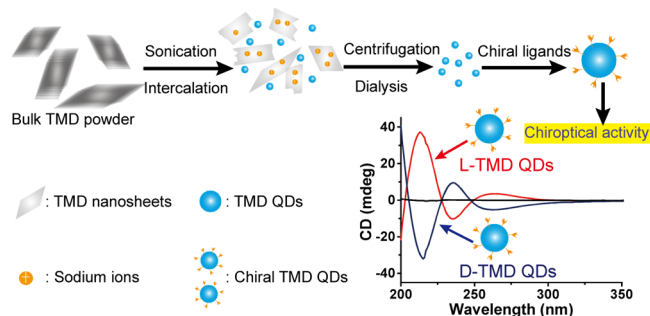 Sonication
Intercalation
Centrifugation
Dialysis
Chiral ligands
Bulk TMD powder
Chiroptical activity
: TMD nanosheets
: TMD QDs
: Sodium ions
: Chiral TMD QDs
40
20
0
-20
-40
CD (mdeg)
L-TMD QDs
D-TMD QDs
200 250 300 350
Wavelength (nm)